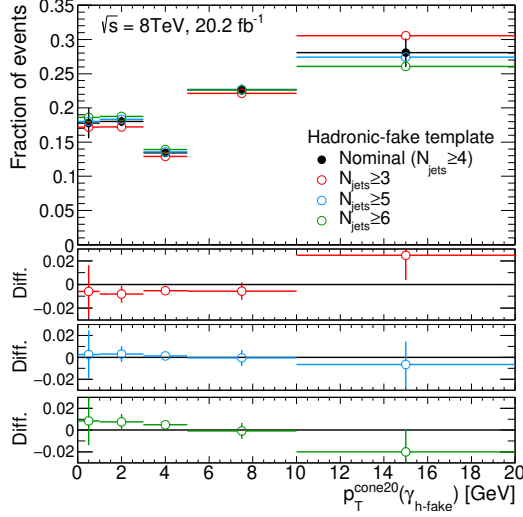 √s = 8TeV, 20.2 fb⁻¹
Fraction of events
0.35
0.3
0.25
0.2
0.15
0.1
0.05
0
Hadronic-fake template
Nominal (N_jets≥4)
N_jets≥3
N_jets≥5
N_jets≥6
Diff.
0.02
0
−0.02
Diff.
0.02
0
−0.02
Diff.
0.02
0
−0.02
0 2 4 6 8 10 12 14 16 18 20
p_T^cone20(γ_h-fake) [GeV]